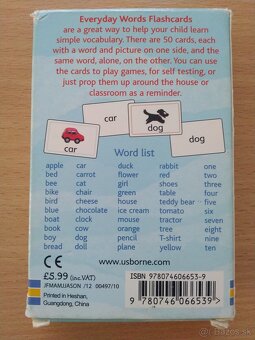 Everyday Words Flashcards
are a great way to help your child learn
simple vocabulary. There are 50 cards, each
with a word and picture on one side, and
the same word, alone, on the other. You can use
the cards to play games, for self testing, or
just prop them up around the house or
classroom as a reminder.
car
dog
car
dog
Word list
apple car duck rabbit one
bed carrot flower red two
bee cat girl shoes three
bike chair green table four
bird cheese house teddy five
blue chocolate ice cream tomato six
boat clock mouse tractor seven
book cow orange tree eight
boy dog pencil T-shirt nine
bread doll plane yellow ten
CE
£5.99 (inc.VAT)
JFMAMJJASON /12 00497/10
Printed in Heshan,
Guangdong, China
www.usborne.com
ISBN 9780746066539
9 780746 066539 >
bazos.sk